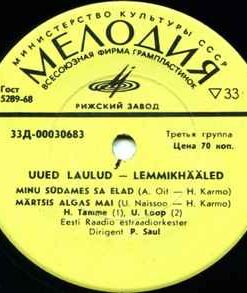 МИНИСТЕРСТВО КУЛЬТУРЫ СССР
МЕЛОДИЯ
ВСЕСОЮЗНАЯ ФИРМА ГРАМПЛАСТИНОК
Гост
5289-68
33
РИЖСКИЙ ЗАВОД
33Д-00030683
Третья группа
Цена 70 коп.
UUED LAULUD — LEMMIKHÄÄLED
MINU SÜDAMES SA ELAD (A. Oit — H. Karmo)
MÄRTSIS ALGAS MAI (U. Naissoo — H. Karmo)
H. Tamme (1), U. Loop (2)
Eesti Raadio estraadiorkester
Dirigent P. Saul